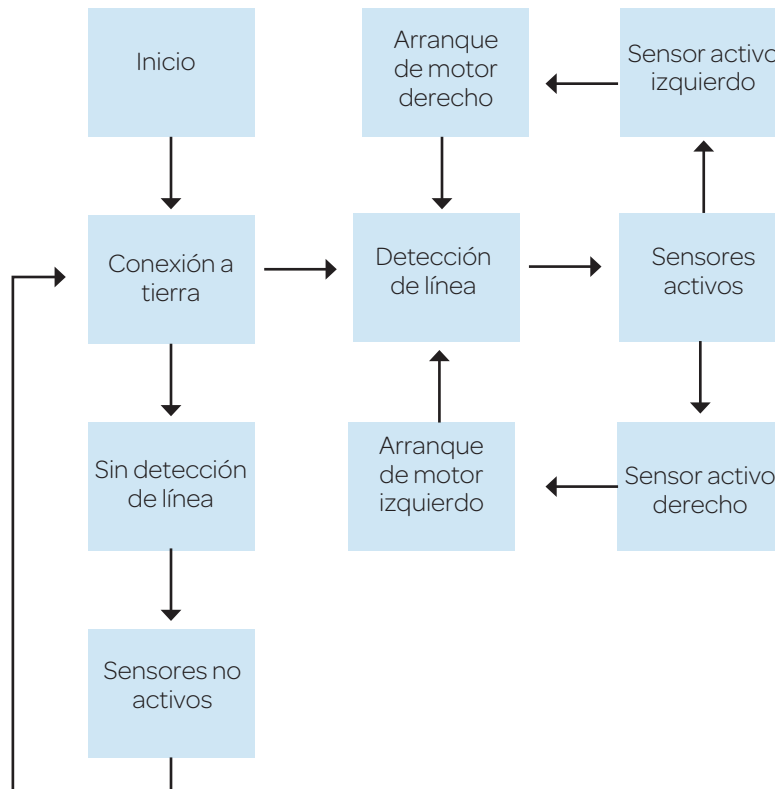 Inicio
Arranque
de motor
derecho
Sensor activo
izquierdo
Conexión a
tierra
Detección
de línea
Sensores
activos
Sin detección
de línea
Arranque
de motor
izquierdo
Sensor activo
derecho
Sensores no
activos